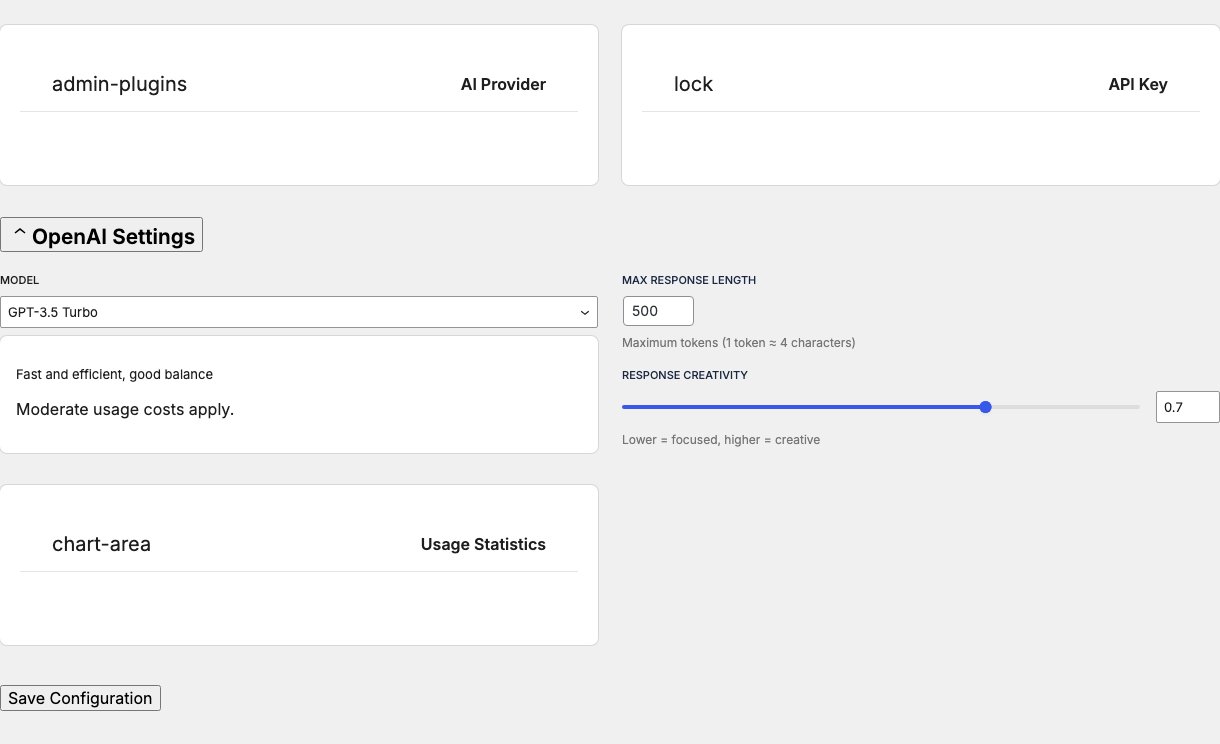 admin-plugins AI Provider
lock API Key
OpenAI Settings
MODEL
GPT-3.5 Turbo
Fast and efficient, good balance
Moderate usage costs apply.
MAX RESPONSE LENGTH
500
Maximum tokens (1 token ≈ 4 characters)
RESPONSE CREATIVITY
0.7
Lower = focused, higher = creative
chart-area Usage Statistics
Save Configuration